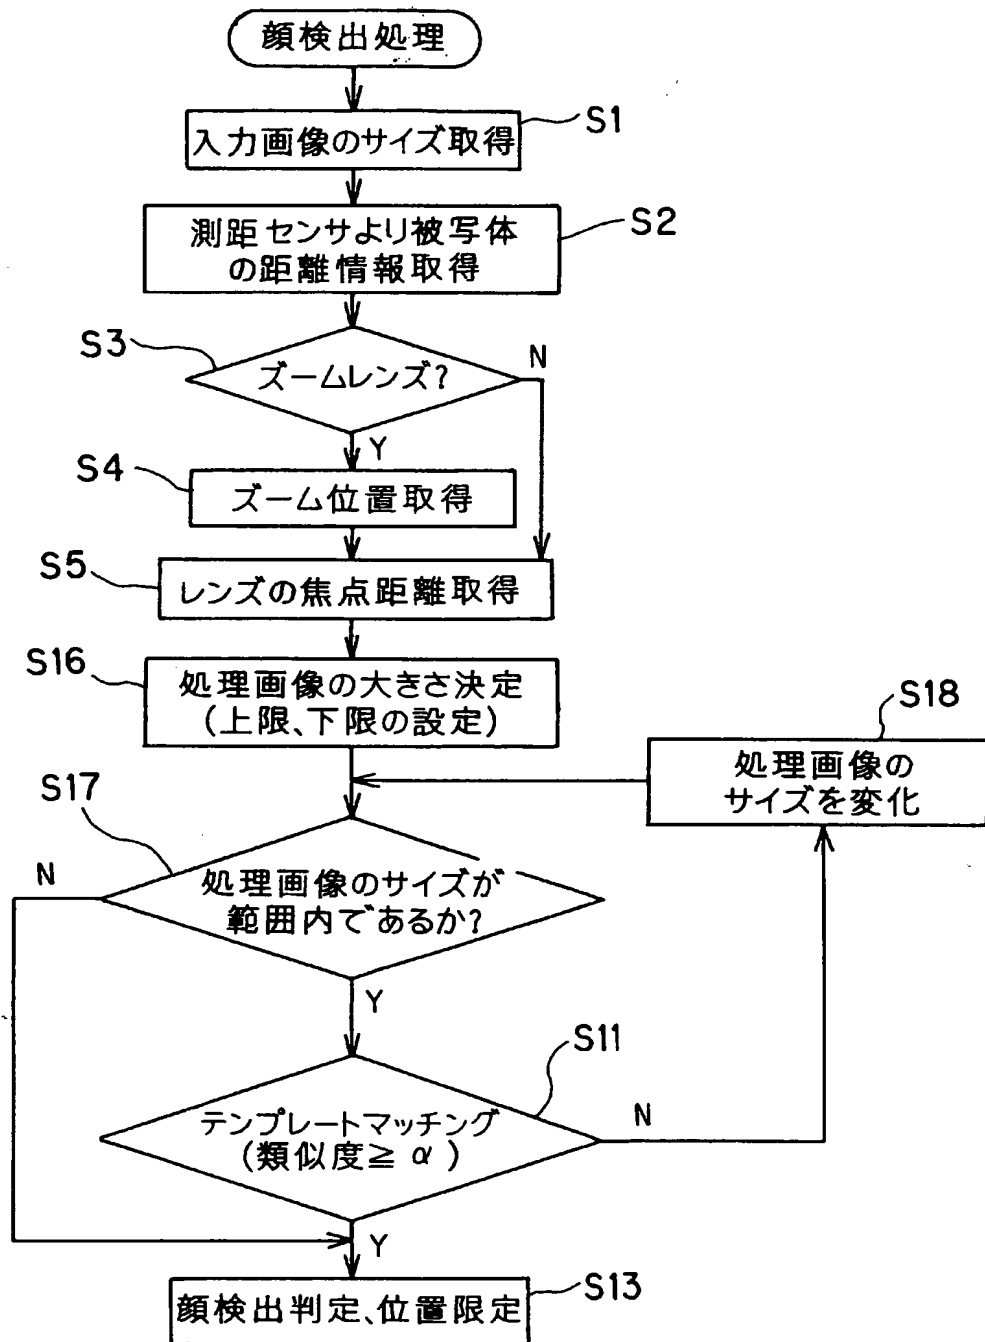 顔検出処理
S1
入力画像のサイズ取得
S2
測距センサより被写体
の距離情報取得
S3
N
ズームレンズ?
Y
S4
ズーム位置取得
S5
レンズの焦点距離取得
S16
処理画像の大きさ決定
(上限、下限の設定)
S18
処理画像の
サイズを変化
S17
N
処理画像のサイズが
範囲内であるか?
Y
S11
N
テンプレートマッチング
(類似度≧α)
Y
S13
顔検出判定、位置限定